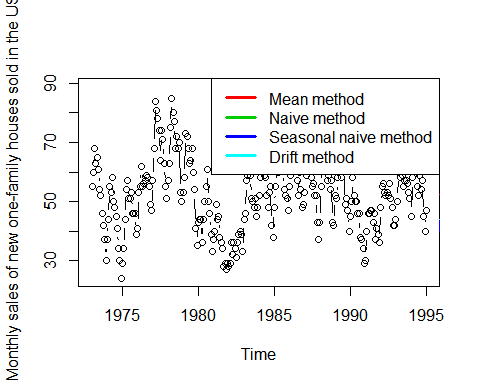 Monthly sales of new one-family houses sold in the US
90
70
50
30
Mean method
Naive method
Seasonal naive method
Drift method
1975 1980 1985 1990 1995
Time